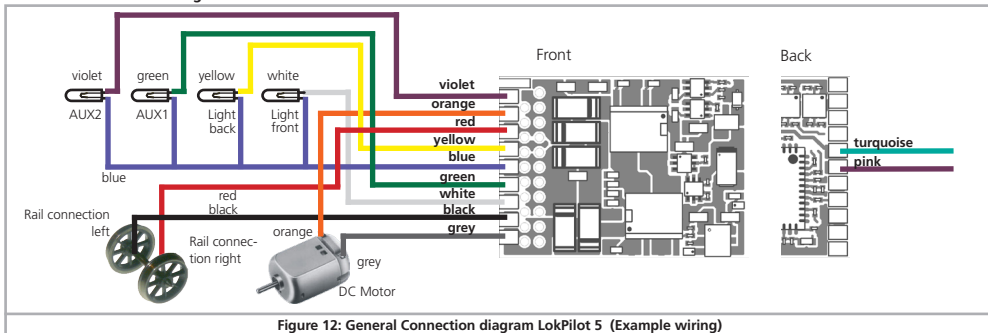 Front
Back
violet
green
yellow
white
AUX2
AUX1
Light
back
Light
front
blue
violet
orange
red
yellow
blue
green
white
black
grey
turquoise
pink
red
black
Rail connection
left
Rail connec-
tion right
orange
grey
DC Motor
Figure 12: General Connection diagram LokPilot 5 (Example wiring)